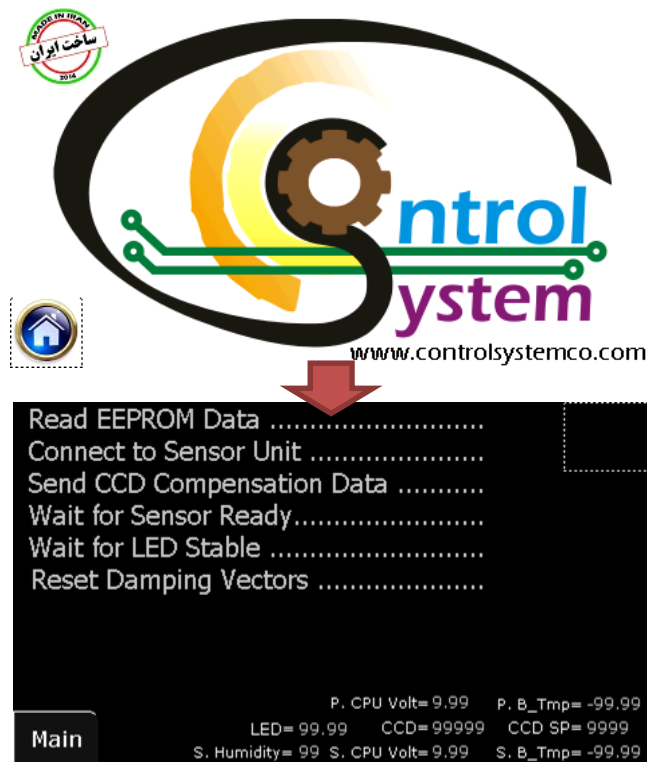 MADE IN IRAN
ساخت ایران
2014
ntrol
ystem
www.controlsystemco.com
Read EEPROM Data ..........................
Connect to Sensor Unit ......................
Send CCD Compensation Data ...........
Wait for Sensor Ready........................
Wait for LED Stable ..........................
Reset Damping Vectors .....................
P. CPU Volt= 9.99 P. B_Tmp= -99.99
Main LED= 99.99 CCD= 99999 CCD SP= 9999
S. Humidity= 99 S. CPU Volt= 9.99 S. B_Tmp= -99.99